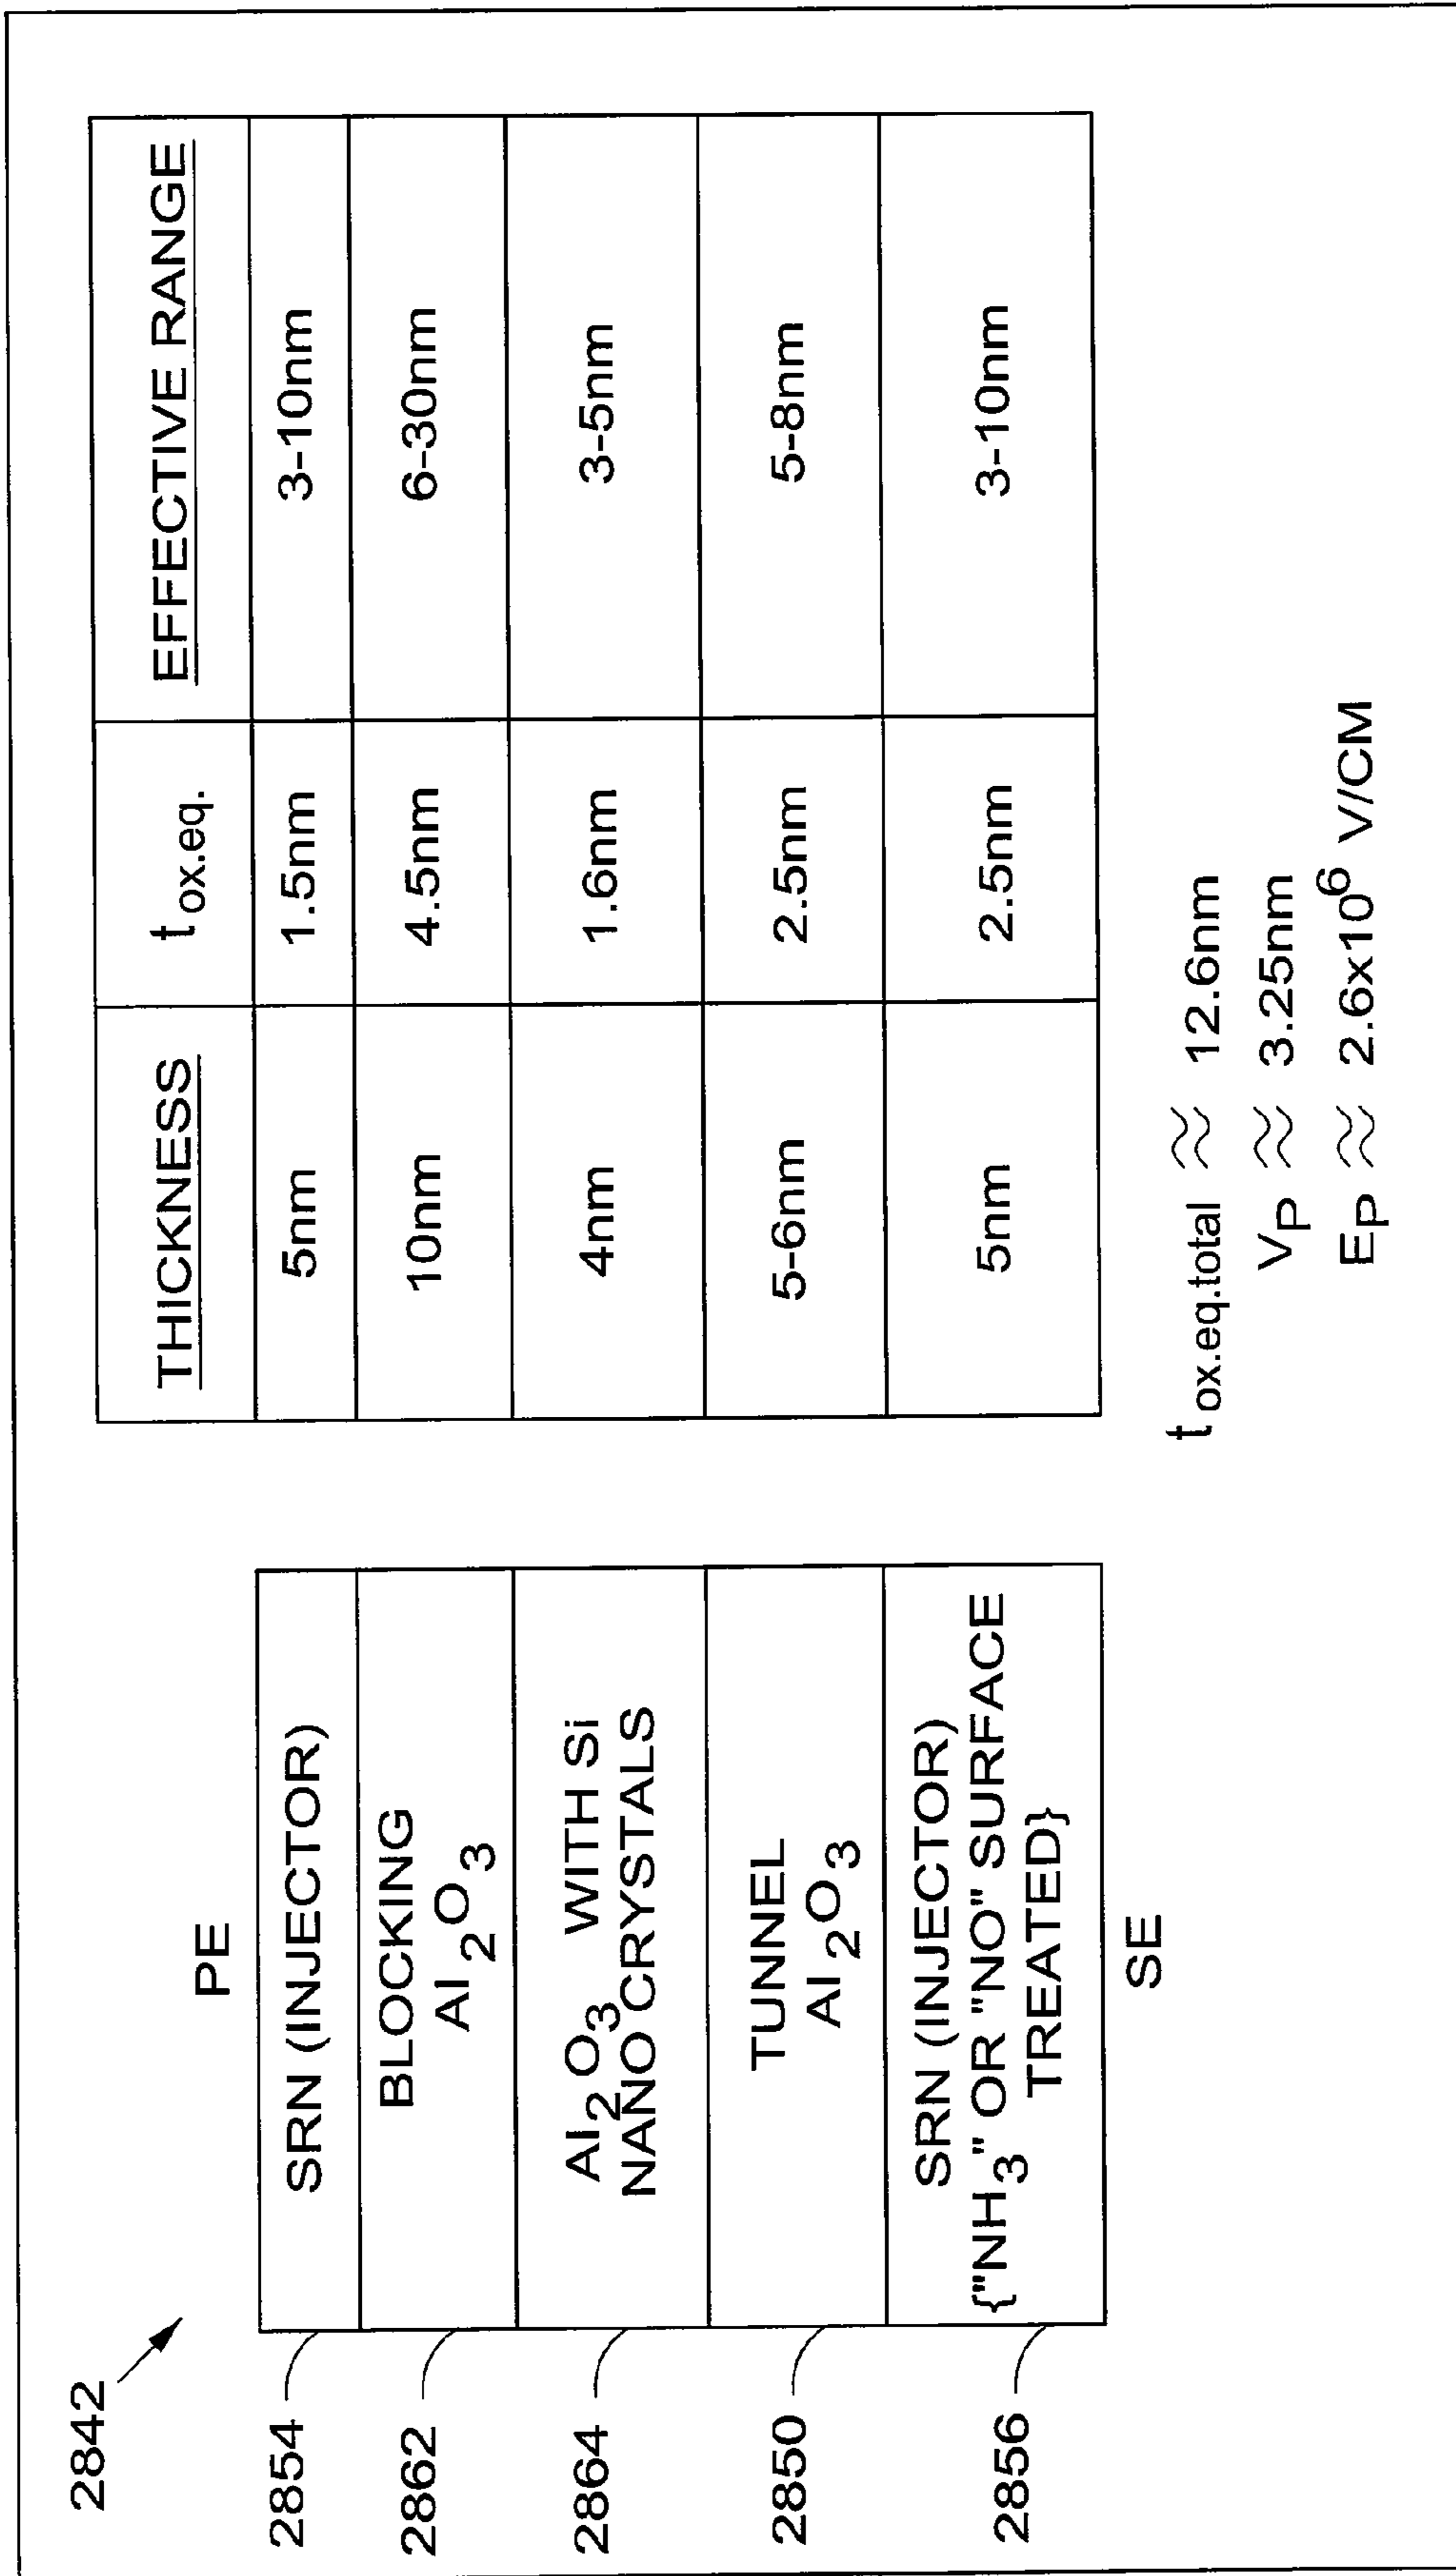 2842
PE
2854
SRN (INJECTOR)
2862
BLOCKING
Al2O3
2864
Al2O3 WITH Si
NANO CRYSTALS
2850
TUNNEL
Al2O3
2856
SRN (INJECTOR)
{"NH3" OR "NO" SURFACE
TREATED}
SE
THICKNESS tox.eq. EFFECTIVE RANGE
5nm 1.5nm 3-10nm
10nm 4.5nm 6-30nm
4nm 1.6nm 3-5nm
5-6nm 2.5nm 5-8nm
5nm 2.5nm 3-10nm
tox.eq.total ≈ 12.6nm
VP ≈ 3.25nm
EP ≈ 2.6x10⁶ V/CM